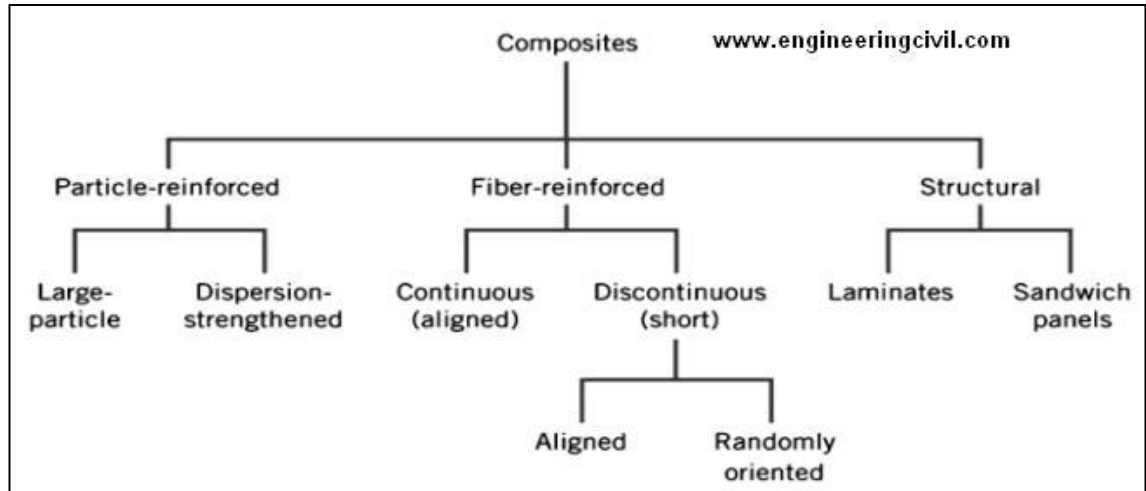 Composites
www.engineeringcivil.com
Particle-reinforced
Fiber-reinforced
Structural
Large-
particle
Dispersion-
strengthened
Continuous
(aligned)
Discontinuous
(short)
Laminates
Sandwich
panels
Aligned
Randomly
oriented